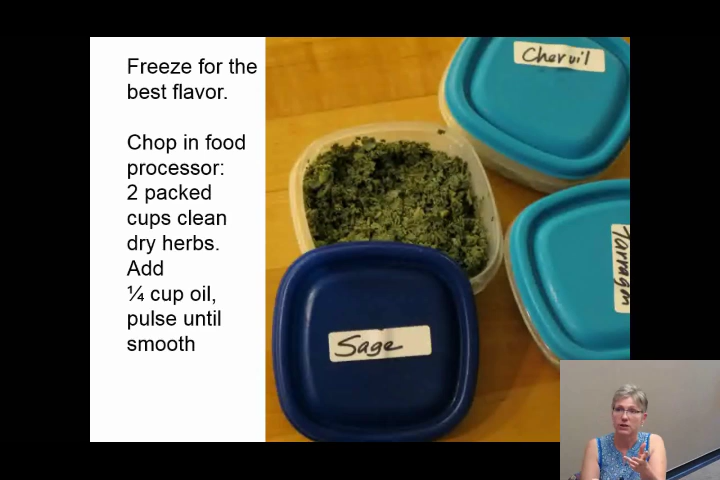 Freeze for the
best flavor.
Chop in food
processor:
2 packed
cups clean
dry herbs.
Add
¼ cup oil,
pulse until
smooth
Chervil
Tarragon
Sage